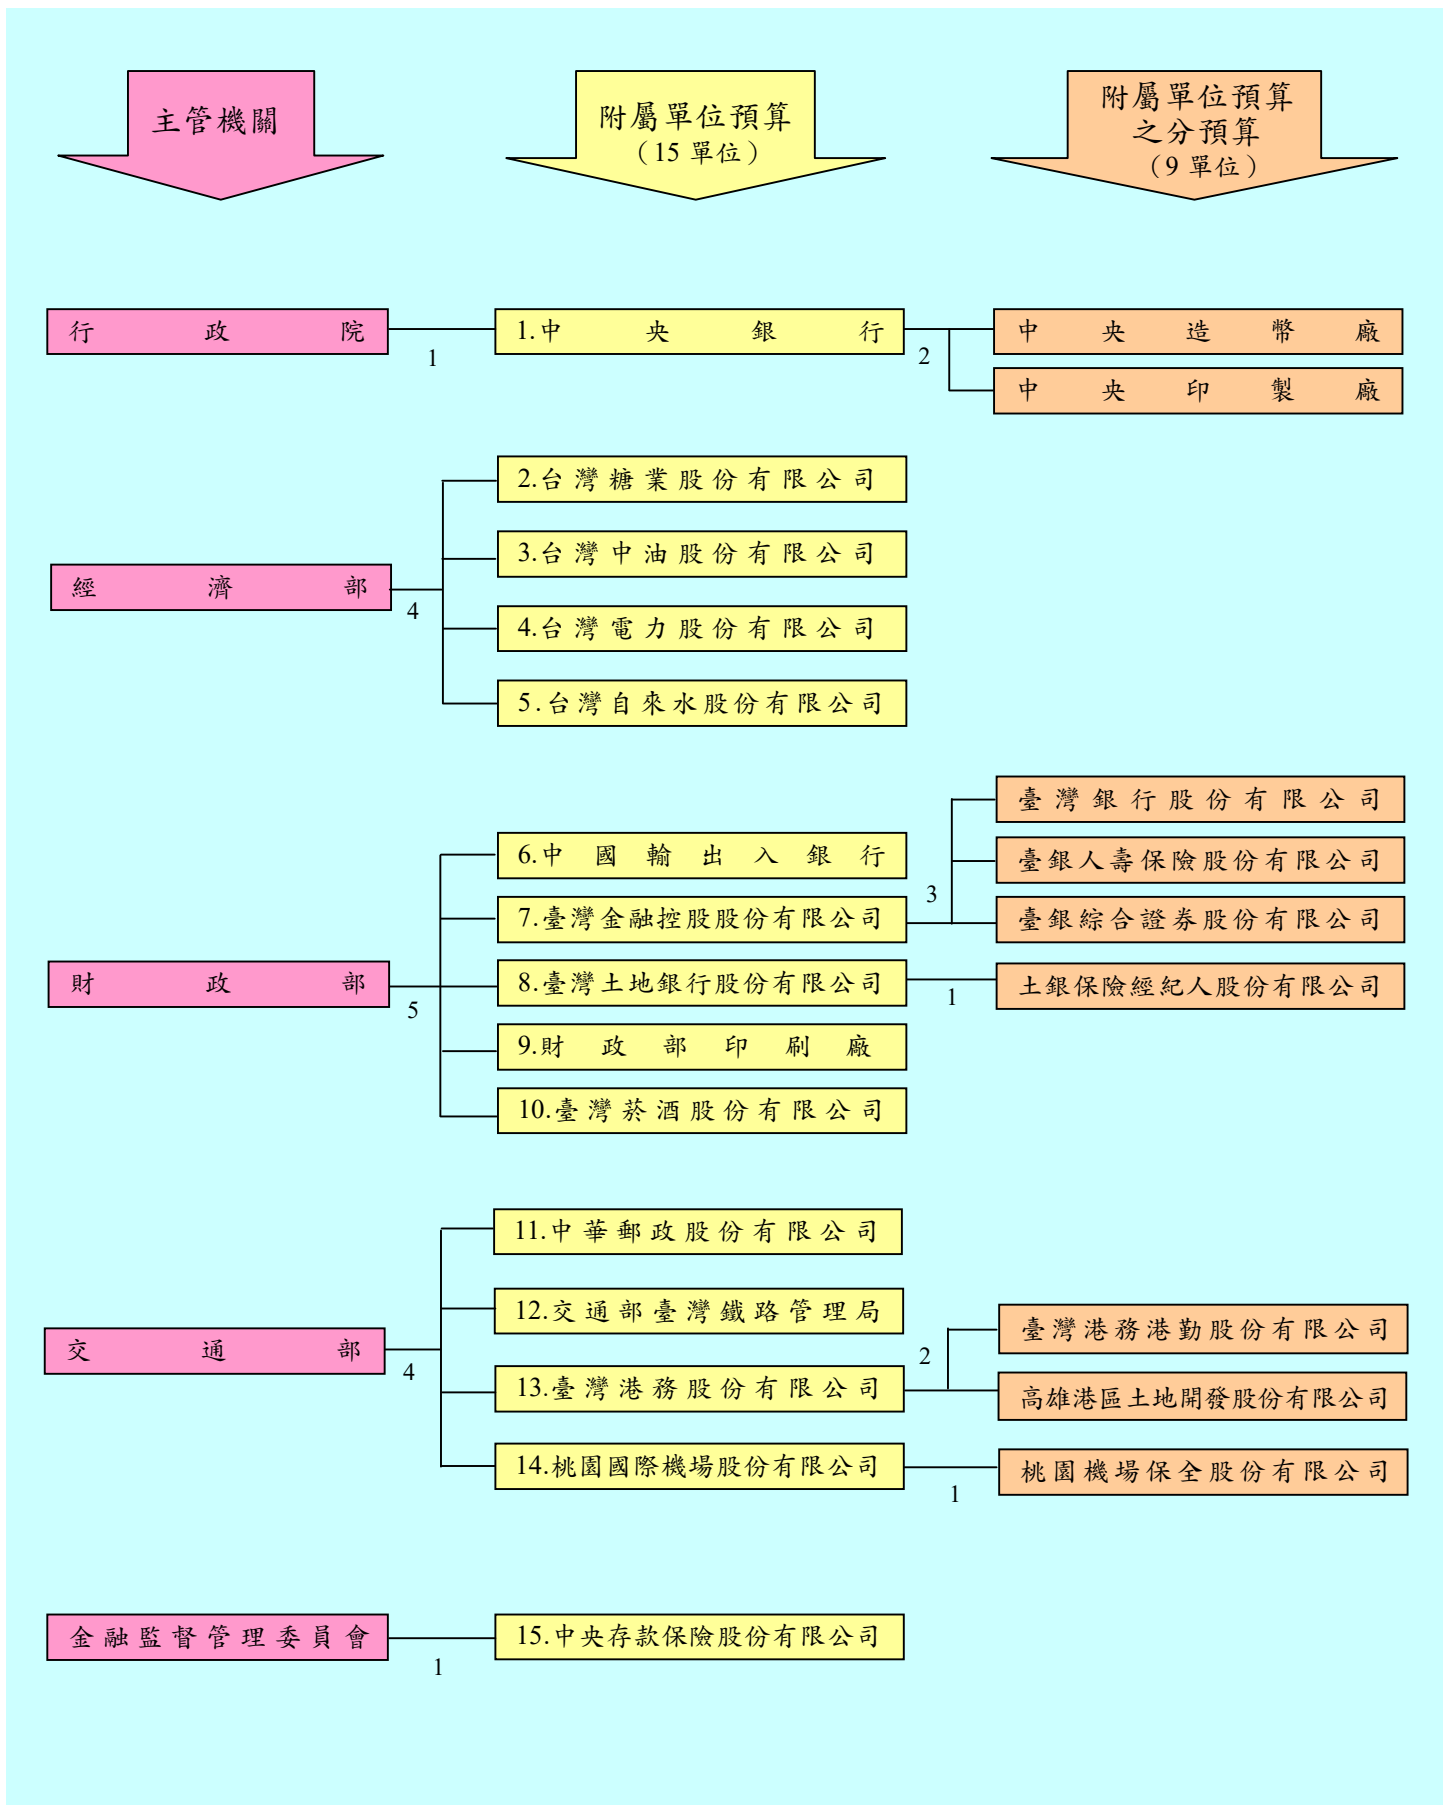 主管機關
附屬單位預算
（15 單位）
附屬單位預算
之分預算
（9 單位）
行政院
1
1.中央銀行
2
中央造幣廠
中央印製廠
經濟部
4
2.台灣糖業股份有限公司
3.台灣中油股份有限公司
4.台灣電力股份有限公司
5.台灣自來水股份有限公司
財政部
5
6.中國輸出入銀行
7.臺灣金融控股股份有限公司
3
臺灣銀行股份有限公司
臺銀人壽保險股份有限公司
臺銀綜合證券股份有限公司
8.臺灣土地銀行股份有限公司
1
土銀保險經紀人股份有限公司
9.財政部印刷廠
10.臺灣菸酒股份有限公司
交通部
4
11.中華郵政股份有限公司
12.交通部臺灣鐵路管理局
13.臺灣港務股份有限公司
2
臺灣港務港勤股份有限公司
高雄港區土地開發股份有限公司
14.桃園國際機場股份有限公司
1
桃園機場保全股份有限公司
金融監督管理委員會
1
15.中央存款保險股份有限公司